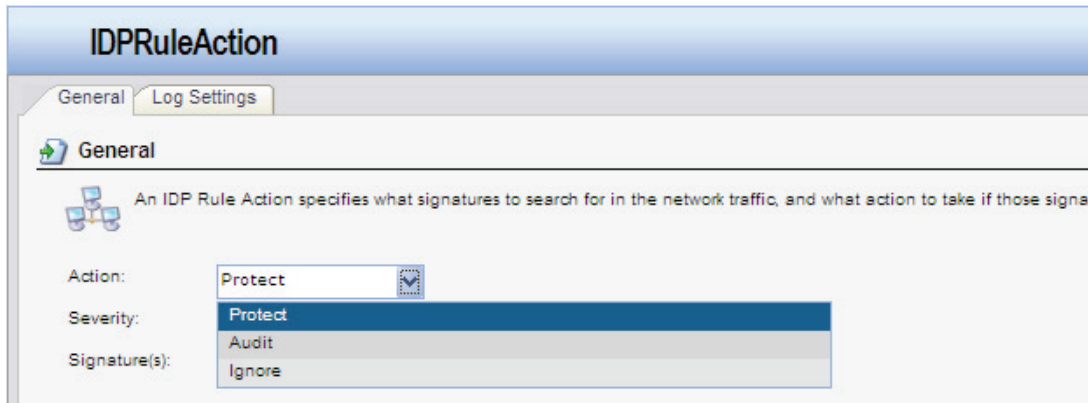 IDPRuleAction
General Log Settings
General
An IDP Rule Action specifies what signatures to search for in the network traffic, and what action to take if those signa
Action: Protect
Severity: Protect
Audit
Signature(s):
Ignore